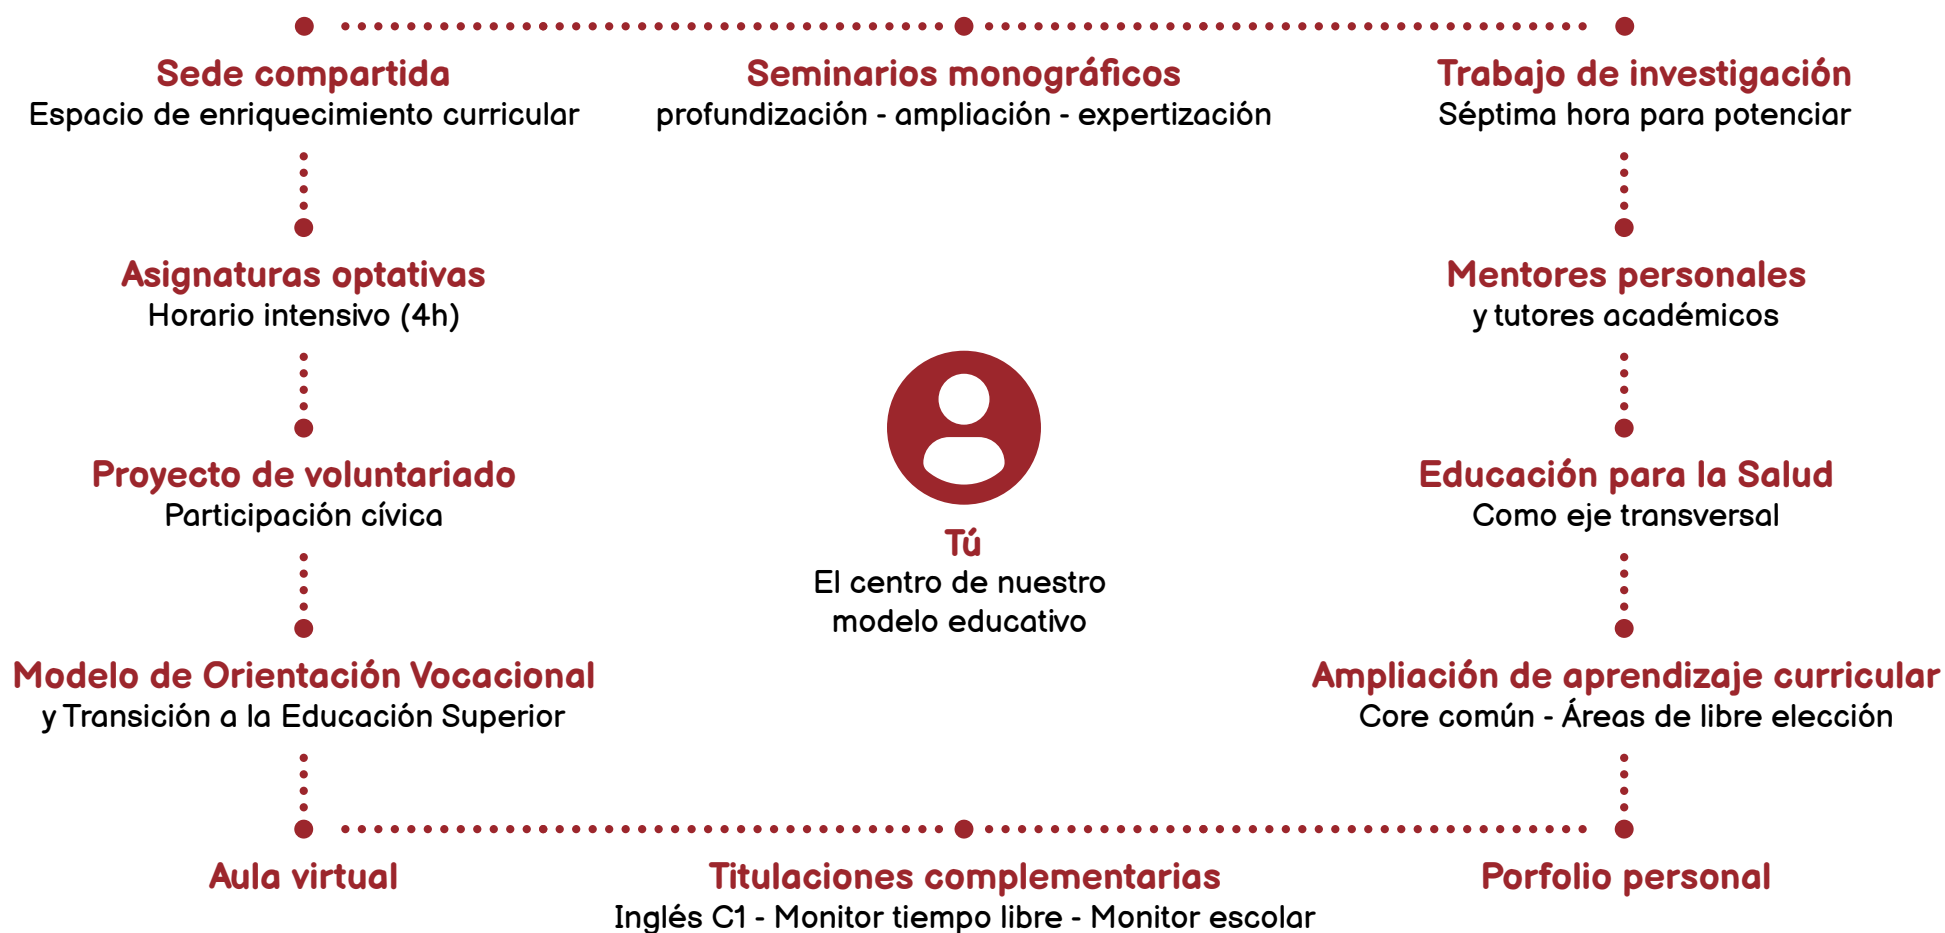 Sede compartida
Espacio de enriquecimiento curricular
Seminarios monográficos
profundización - ampliación - expertización
Trabajo de investigación
Séptima hora para potenciar
Asignaturas optativas
Horario intensivo (4h)
Mentores personales
y tutores académicos
Proyecto de voluntariado
Participación cívica
Tú
El centro de nuestro
modelo educativo
Educación para la Salud
Como eje transversal
Modelo de Orientación Vocacional
y Transición a la Educación Superior
Ampliación de aprendizaje curricular
Core común - Áreas de libre elección
Aula virtual
Titulaciones complementarias
Inglés C1 - Monitor tiempo libre - Monitor escolar
Porfolio personal